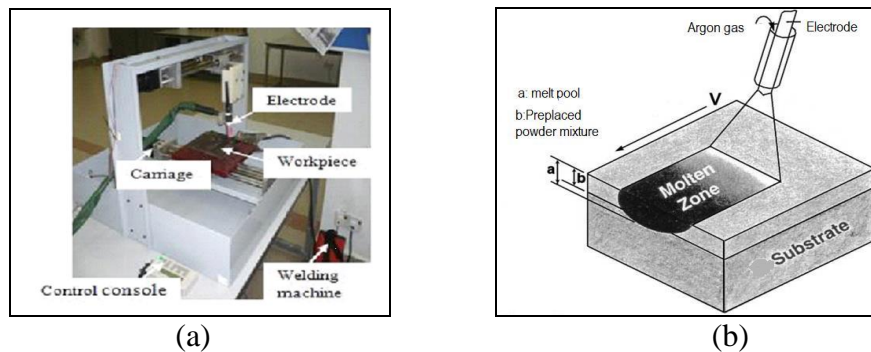 Electrode
Workpiece
Carriage
Control console
Welding
machine
(a)
Argon gas
Electrode
a: melt pool
b:Preplaced
powder mixture
V
a
b
Molten
Zone
Substrate
(b)